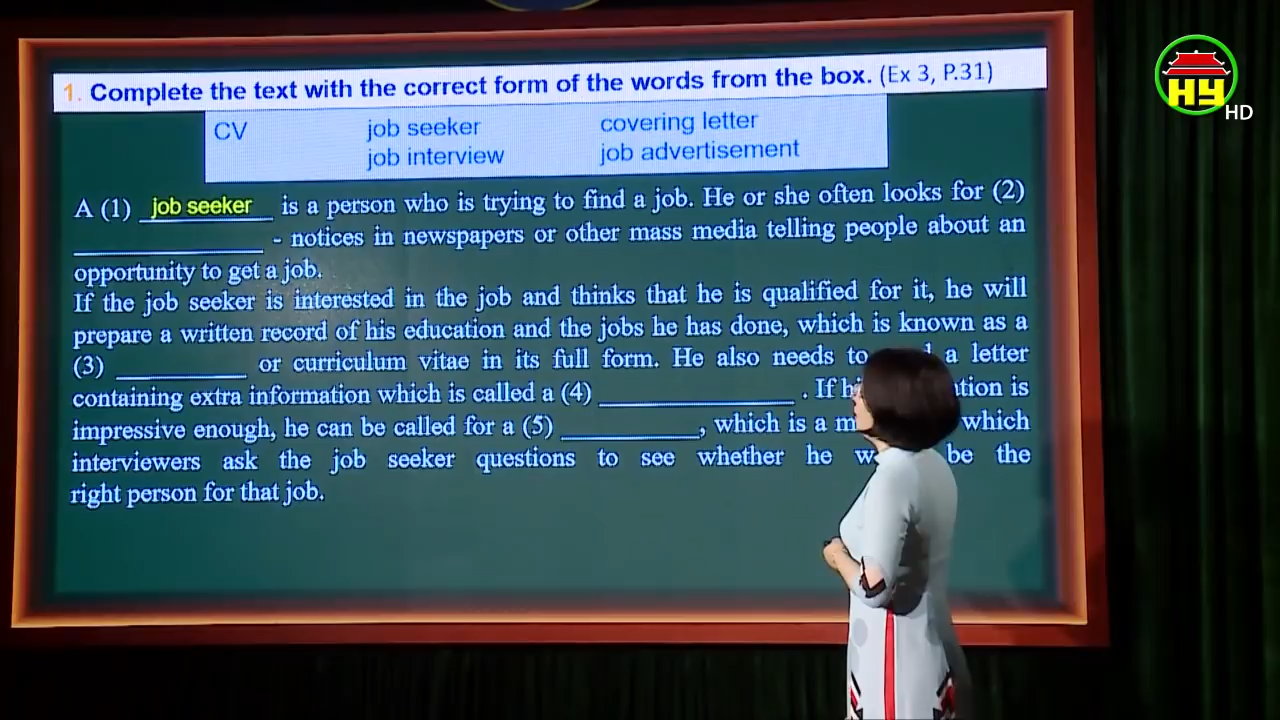 1. Complete the text with the correct form of the words from the box. (Ex 3, P.31)
CV job seeker covering letter
job interview job advertisement
A (1) job seeker is a person who is trying to find a job. He or she often looks for (2)
- notices in newspapers or other mass media telling people about an
opportunity to get a job.
If the job seeker is interested in the job and thinks that he is qualified for it, he will
prepare a written record of his education and the jobs he has done, which is known as a
(3) or curriculum vitae in its full form. He also needs to a letter
containing extra information which is called a (4) . If
is
impressive enough, he can be called for a (5) , which is a which
interviewers ask the job seeker questions to see whether he be the
right person for that job.
HY
HD